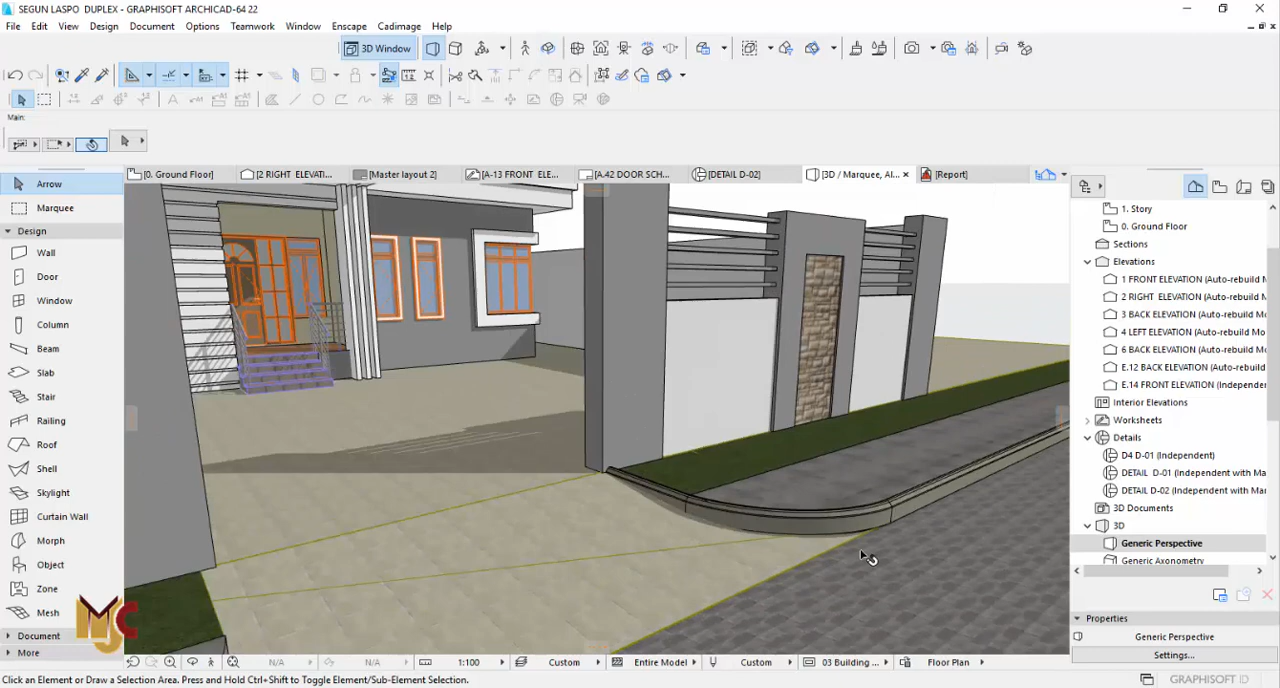 SEGUN LASPO DUPLEX - GRAPHISOFT ARCHICAD-64 22
File Edit View Design Document Options Teamwork Window Enscape Cadimage Help
3D Window
Main:
[0. Ground Floor] [2 RIGHT ELEVATI... [Master layout 2] [A-13 FRONT ELE... [A.42 DOOR SCH... [DETAIL D-02] [3D / Marquee, Al... [Report]
Arrow
Marquee
Design
Wall
Door
Window
Column
Beam
Slab
Stair
Railing
Roof
Shell
Skylight
Curtain Wall
Morph
Object
Zone
Mesh
Document
More
1. Story
0. Ground Floor
Sections
Elevations
1 FRONT ELEVATION (Auto-rebuild M
2 RIGHT ELEVATION (Auto-rebuild M
3 BACK ELEVATION (Auto-rebuild Mo
4 LEFT ELEVATION (Auto-rebuild Mo
6 BACK ELEVATION (Auto-rebuild Mo
E.12 BACK ELEVATION (Auto-rebuild
E.14 FRONT ELEVATION (Independer
Interior Elevations
Worksheets
Details
D4 D-01 (Independent)
DETAIL D-01 (Independent with Mar
DETAIL D-02 (Independent with Mar
3D Documents
3D
Generic Perspective
Generic Axonometry
Properties
Generic Perspective
Settings...
MJC
N/A N/A 1:100 Custom Entire Model Custom 03 Building ... Floor Plan
Click an Element or Draw a Selection Area. Press and Hold Ctrl+Shift to Toggle Element/Sub-Element Selection.
GRAPHISOFT ID